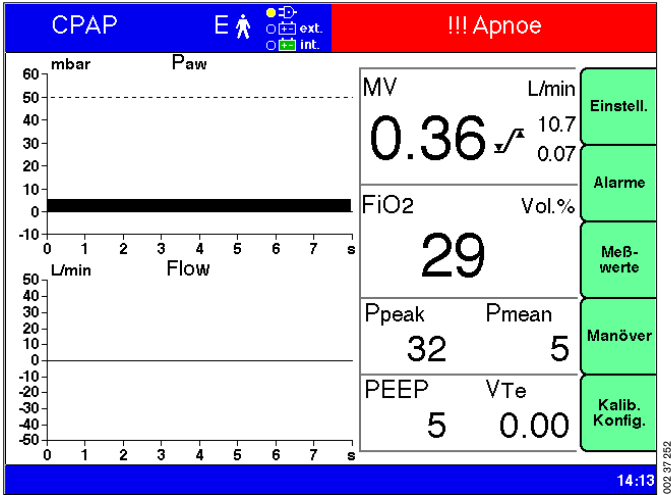 CPAP E ext. int. !!! Apnoe
mbar Paw
60
50
40
30
20
10
0
-10
0 1 2 3 4 5 6 7 s
L/min Flow
50
40
30
20
10
0
-10
-20
-30
-40
-50
0 1 2 3 4 5 6 7 s
MV L/min
0.36 10.7
0.07
FiO2 Vol.%
29
Ppeak Pmean
32 5
PEEP VTe
5 0.00
Einstell.
Alarme
Meß-
werte
Manöver
Kalib.
Konfig.
14:13
002 37 252